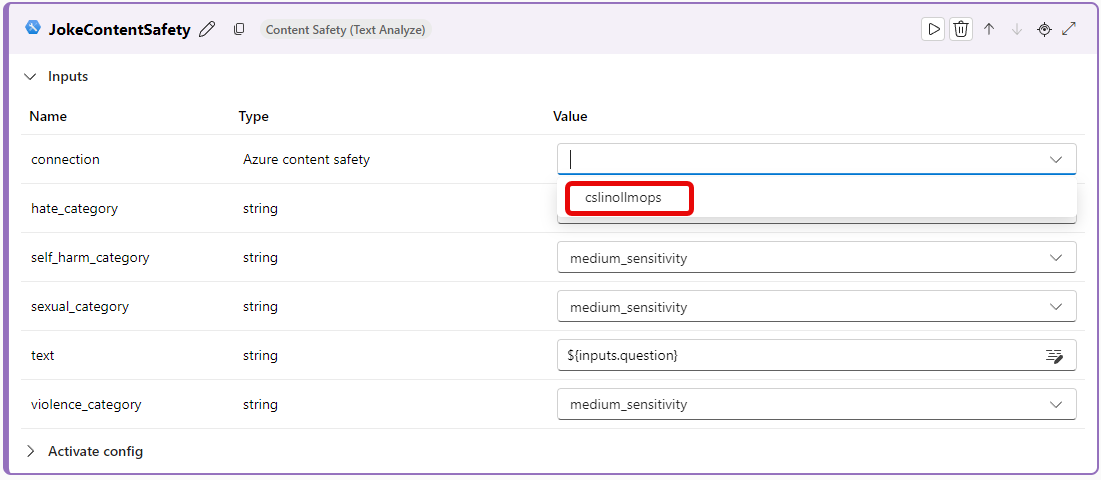 JokeContentSafety Content Safety (Text Analyze)
Inputs
Name Type Value
connection Azure content safety
cslinollmops
hate_category string
self_harm_category string medium_sensitivity
sexual_category string medium_sensitivity
text string ${inputs.question}
violence_category string medium_sensitivity
Activate config